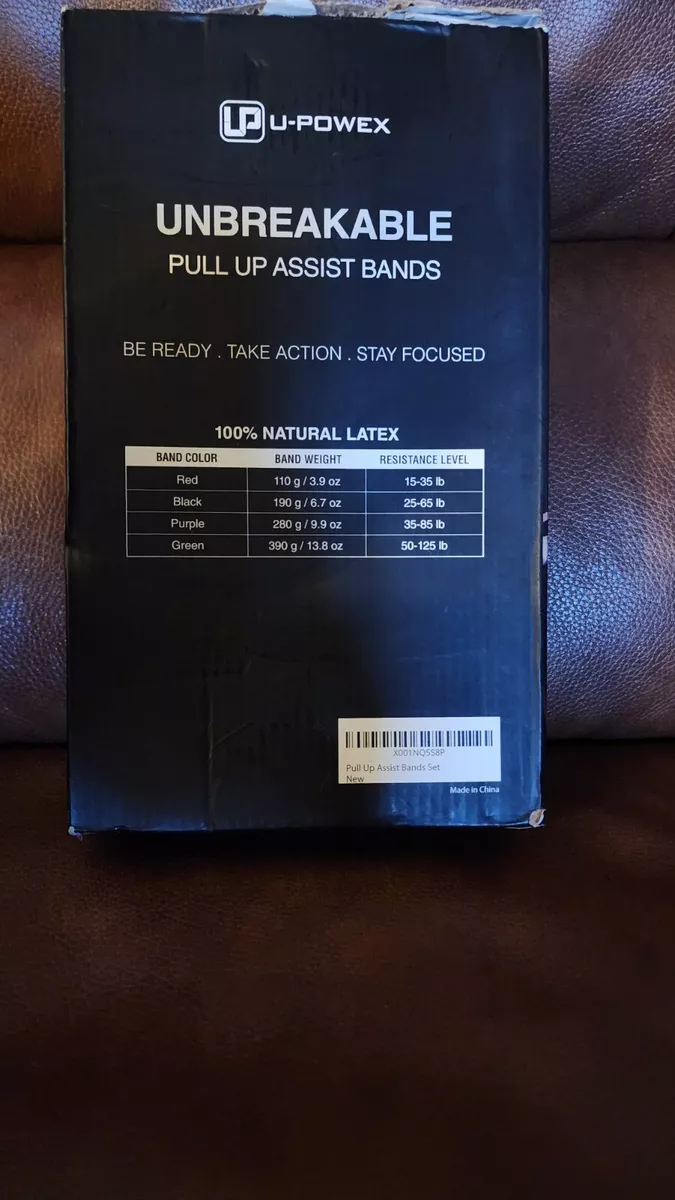 UP U-POWEX
UNBREAKABLE
PULL UP ASSIST BANDS
BE READY . TAKE ACTION . STAY FOCUSED
100% NATURAL LATEX
BAND COLOR BAND WEIGHT RESISTANCE LEVEL
Red 110 g / 3.9 oz 15-35 lb
Black 190 g / 6.7 oz 25-65 lb
Purple 280 g / 9.9 oz 35-85 lb
Green 390 g / 13.8 oz 50-125 lb
X001NQ5S8P
Pull Up Assist Bands Set
New
Made in China